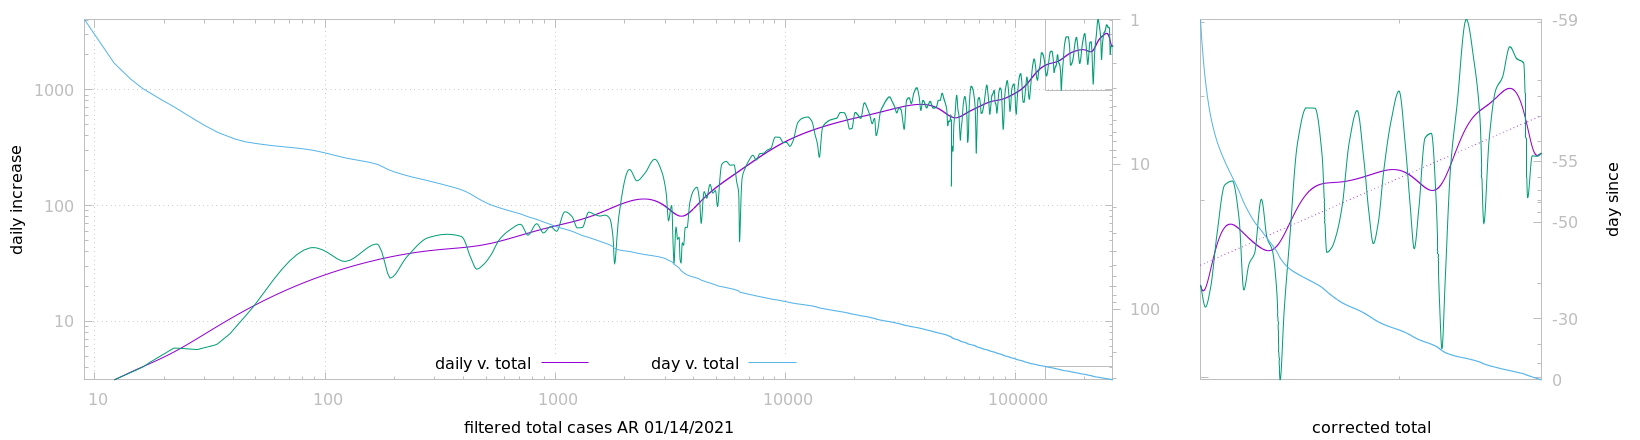 daily increase
1000
100
10
10
100
1000
10000
100000
filtered total cases AR 01/14/2021
daily v. total
day v. total
1
10
100
-59
-55
-50
-30
0
day since
corrected total